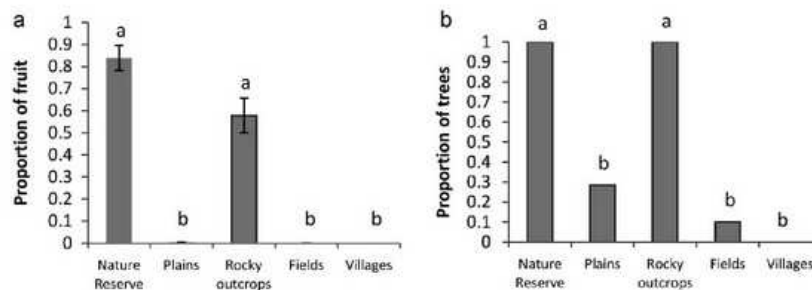 a
Proportion of fruit
1
0.9
0.8
0.7
0.6
0.5
0.4
0.3
0.2
0.1
0
a
b
a
b
b
Nature Reserve
Plains
Rocky outcrops
Fields
Villages
b
Proportion of trees
1
0.9
0.8
0.7
0.6
0.5
0.4
0.3
0.2
0.1
0
a
b
a
b
b
Nature Reserve
Plains
Rocky outcrops
Fields
Villages